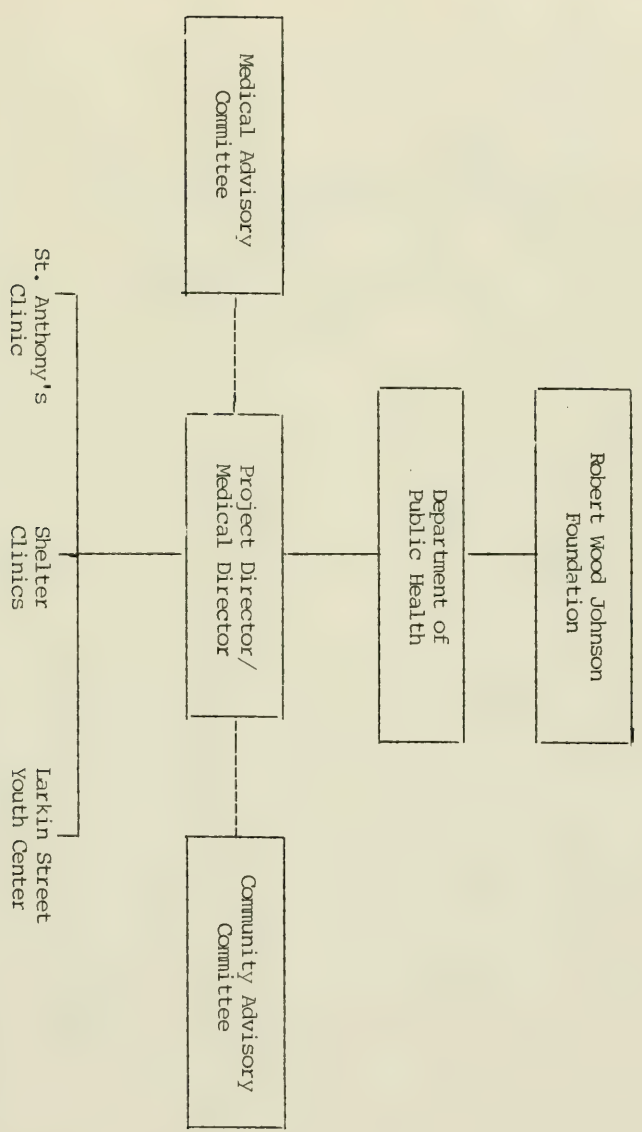 Robert Wood Johnson
Foundation
Department of
Public Health
Medical Advisory
Committee
Project Director/
Medical Director
Community Advisory
Committee
St. Anthony's
Clinic
Shelter
Clinics
Larkin Street
Youth Center